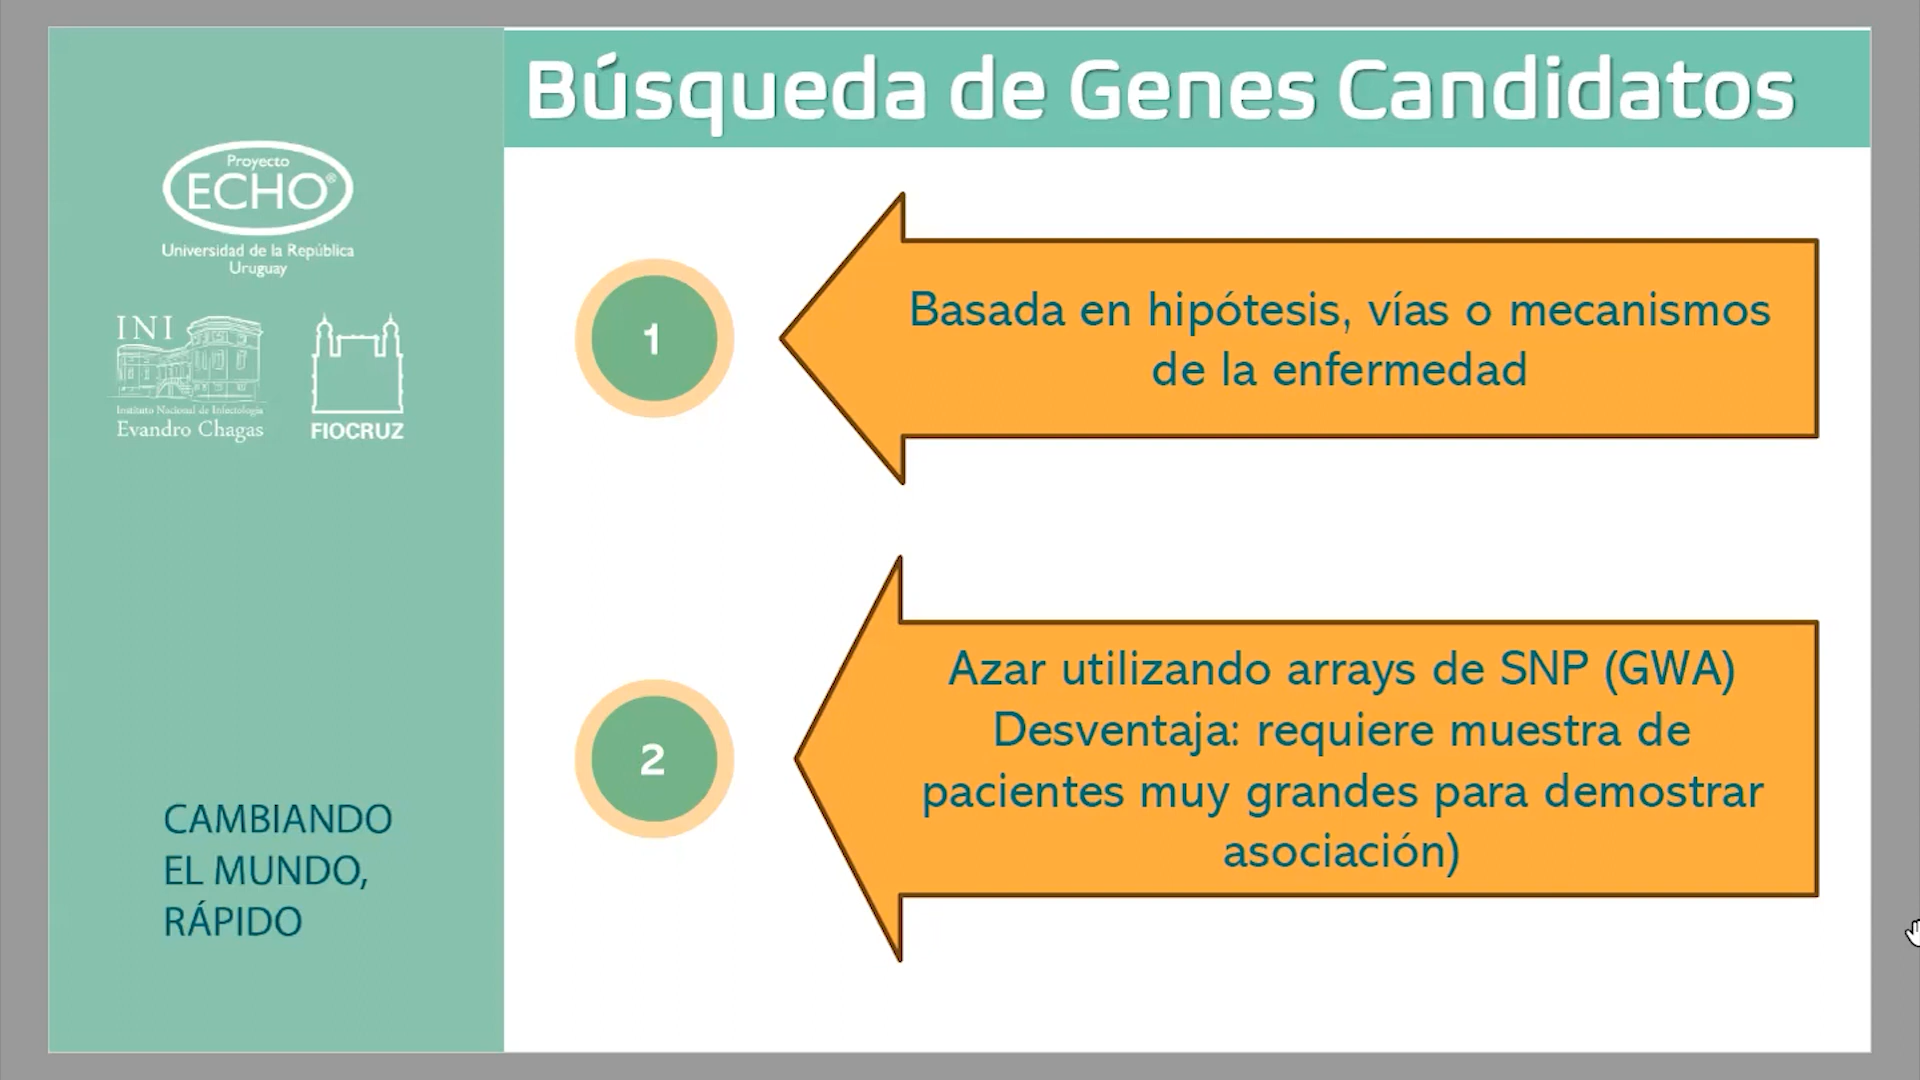 Búsqueda de Genes Candidatos
Proyecto
ECHO®
Universidad de la República
Uruguay
INI
Instituto Nacional de Infectologia
Evandro Chagas
FIOCRUZ
CAMBIANDO
EL MUNDO,
RÁPIDO
1
Basada en hipótesis, vías o mecanismos
de la enfermedad
2
Azar utilizando arrays de SNP (GWA)
Desventaja: requiere muestra de
pacientes muy grandes para demostrar
asociación)